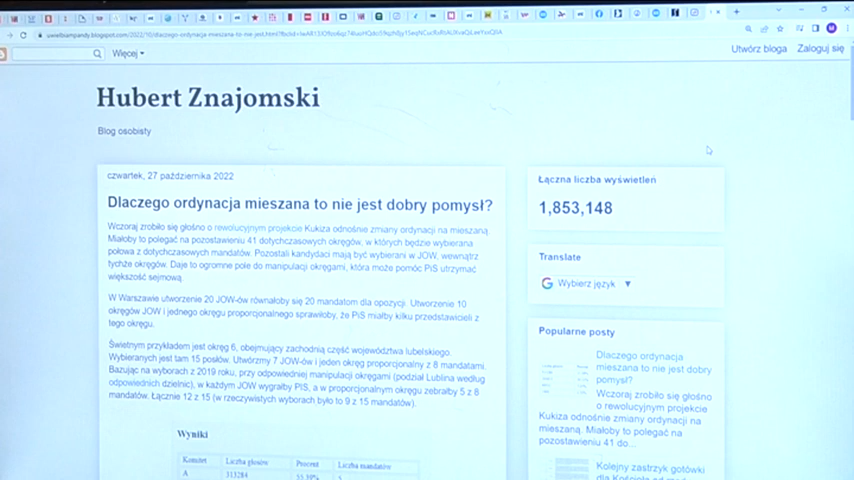 Więcej
Utwórz bloga Zaloguj się
Hubert Znajomski
Blog osobisty
czwartek, 27 października 2022
Dlaczego ordynacja mieszana to nie jest dobry pomysł?
Wczoraj zrobiło się głośno o rewolucyjnym projekcie Kukiza odnośnie zmiany ordynacji na mieszaną.
Miałoby to polegać na pozostawieniu 41 dotychczasowych okręgów, w których będzie wybierana
połowa z dotychczasowych mandatów. Pozostali kandydaci mają być wybierani w JOW, wewnątrz
tychże okręgów. Daje to ogromne pole do manipulacji okręgami, która może pomóc PiS utrzymać
większość sejmową.
W Warszawie utworzenie 20 JOW-ów równałoby się 20 mandatom dla opozycji. Utworzenie 10
okręgów JOW i jednego okręgu proporcjonalnego sprawiłoby, że PiS miałby kilku przedstawicieli z
tego okręgu.
Świetnym przykładem jest okręg 6, obejmujący zachodnią część województwa lubelskiego.
Wybieranych jest tam 15 posłów. Utwórzmy 7 JOW-ów i jeden okręg proporcjonalny z 8 mandatami.
Bazując na wyborach z 2019 roku, przy odpowiedniej manipulacji okręgami (podział Lublina według
odpowiednich dzielnic), w każdym JOW wygrałby PiS, a w proporcjonalnym okręgu zebrałby 5 z 8
mandatów. Łącznie 12 z 15 (w rzeczywistych wyborach było to 9 z 15 mandatów).
Wyniki
Komitet Liczba głosów Procent Liczba mandatów
A 315284
Łączna liczba wyświetleń
1,853,148
Translate
G Wybierz język
Popularne posty
Dlaczego ordynacja
mieszana to nie jest dobry
pomysł?
Wczoraj zrobiło się głośno
o rewolucyjnym projekcie
Kukiza odnośnie zmiany ordynacji na
mieszaną. Miałoby to polegać na
pozostawieniu 41 do...
Kolejny zastrzyk gotówki